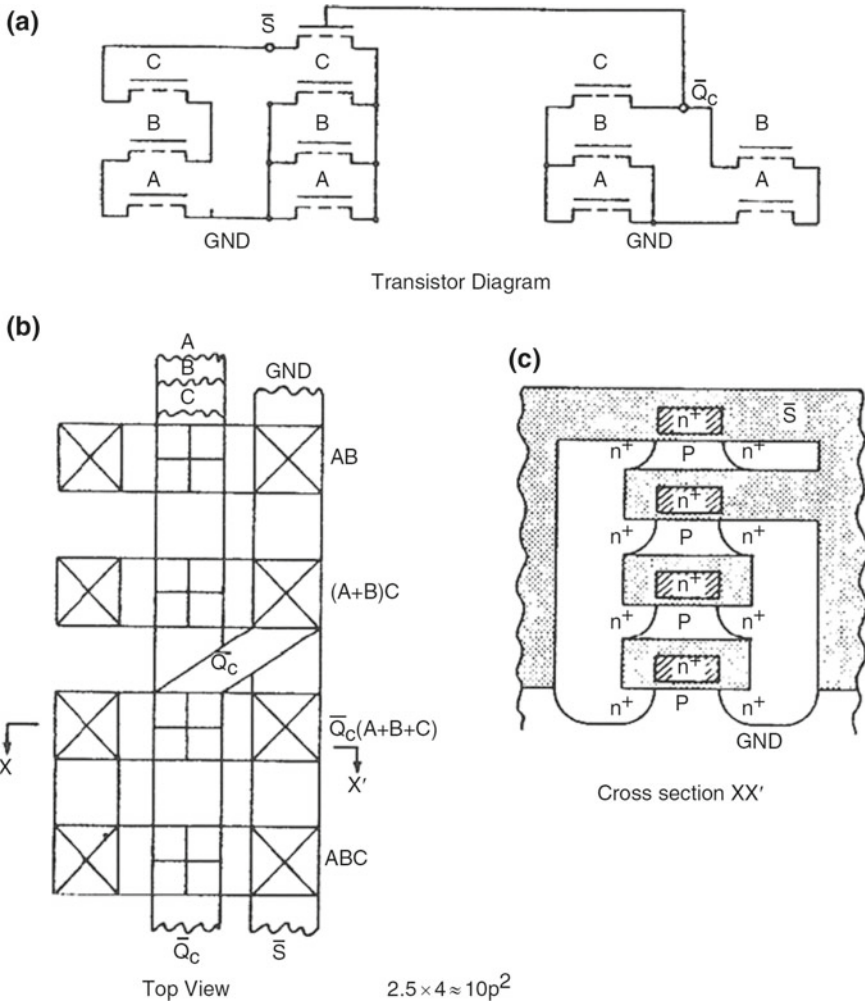 (a)
S̅
C
C
C
Q̅c
B
B
B
B
A
A
A
A
GND
GND
Transistor Diagram
(b)
A
B
C
GND
AB
(A+B)C
Q̅c
Q̅c(A+B+C)
X
X′
ABC
Q̅c
S̅
Top View
2.5×4≈10p²
(c)
n⁺
S̅
n⁺ P n⁺
n⁺
P n⁺
n⁺
n⁺ P n⁺
n⁺
n⁺ P n⁺
GND
Cross section XX′